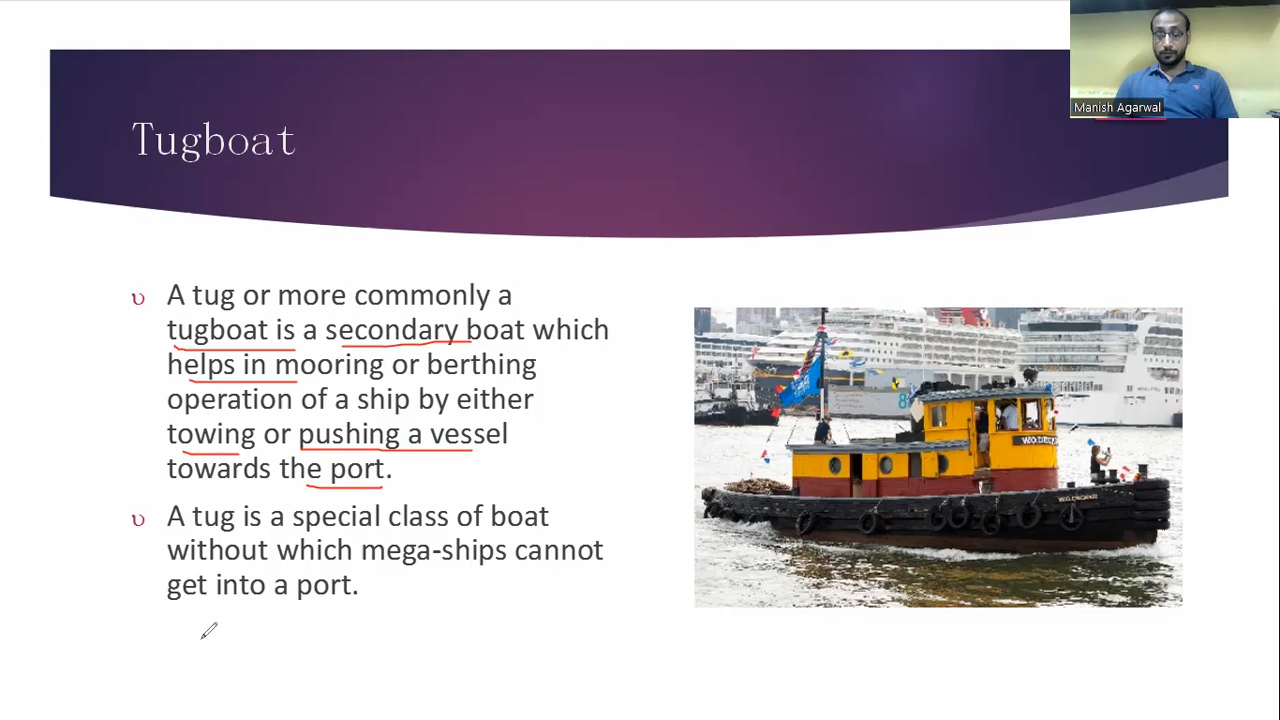 Manish Agarwal
Tugboat
A tug or more commonly a
tugboat is a secondary boat which
helps in mooring or berthing
operation of a ship by either
towing or pushing a vessel
towards the port.
A tug is a special class of boat
without which mega-ships cannot
get into a port.